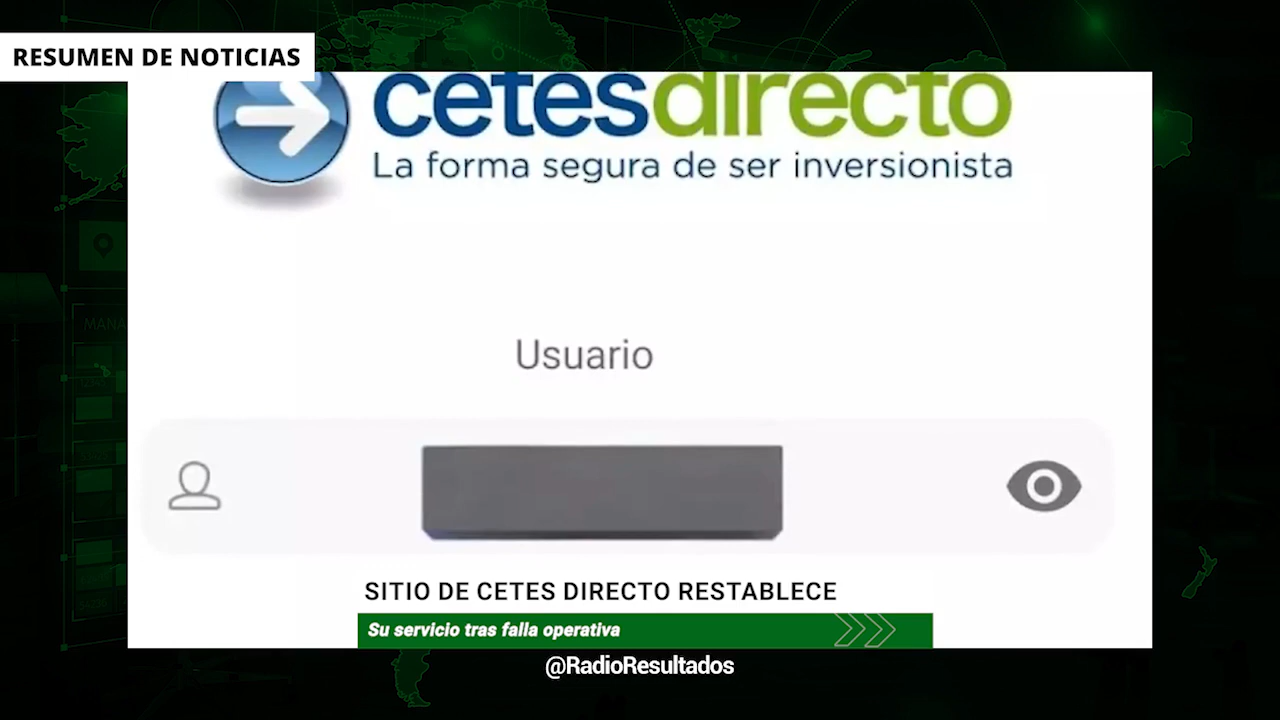 RESUMEN DE NOTICIAS
cetesdirecto
La forma segura de ser inversionista
MANA
Usuario
SITIO DE CETES DIRECTO RESTABLECE
Su servicio tras falla operativa
@RadioResultados